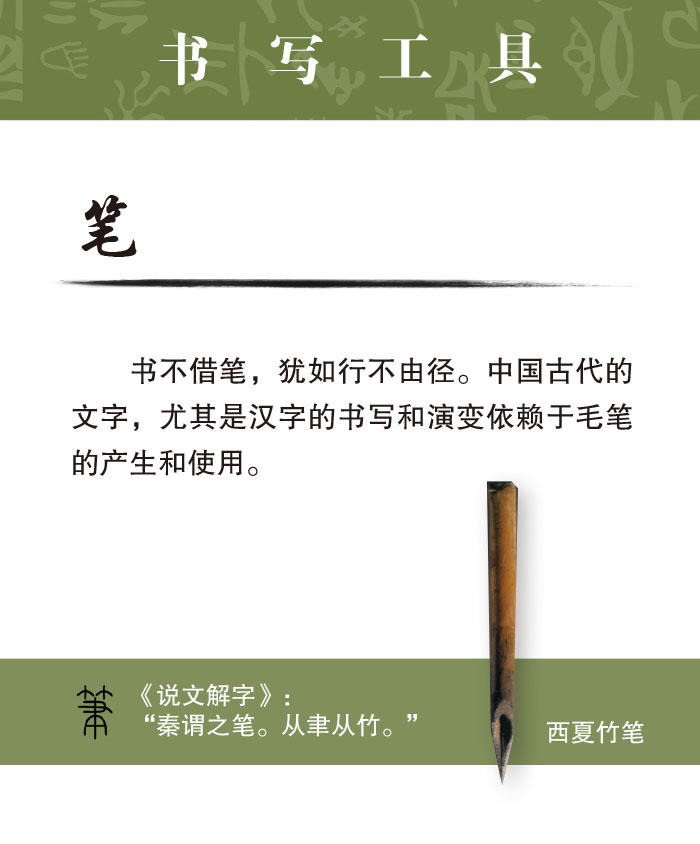 书写工具
笔
书不借笔，犹如行不由径。中国古代的
文字，尤其是汉字的书写和演变依赖于毛笔
的产生和使用。
筆
《说文解字》：
“秦谓之笔。从聿从竹。”
西夏竹笔